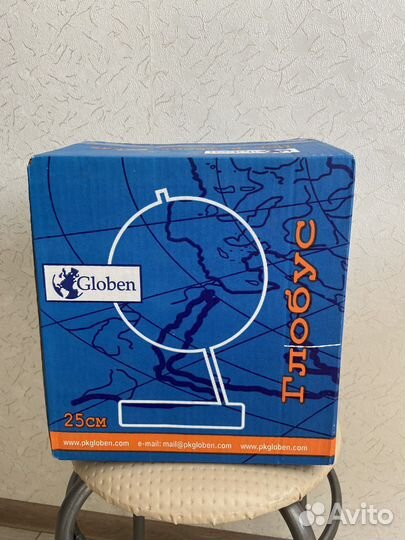 Globen
Глобус
25см
www.pkgloben.com
e-mail: mail@pkgloben.com
www.pkgloben.com
Avito